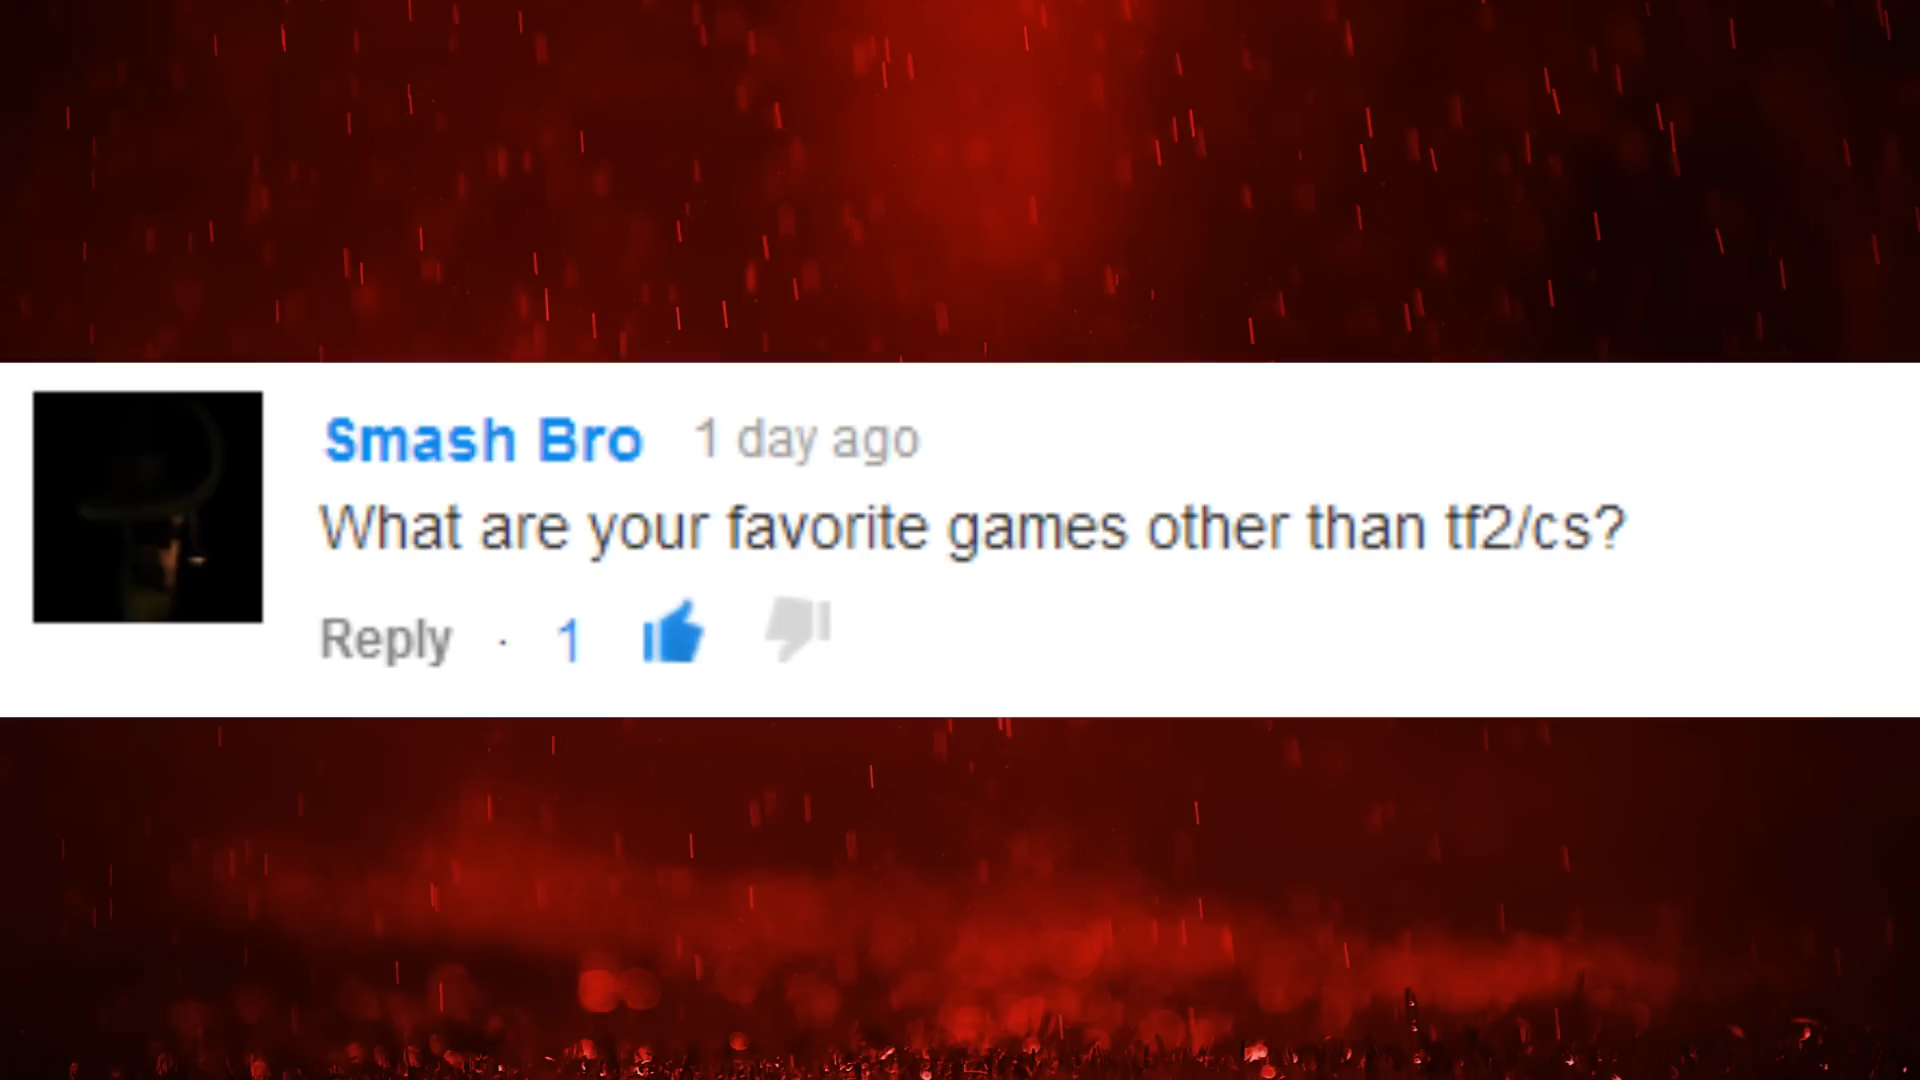 Smash Bro 1 day ago
What are your favorite games other than tf2/cs?
Reply · 1